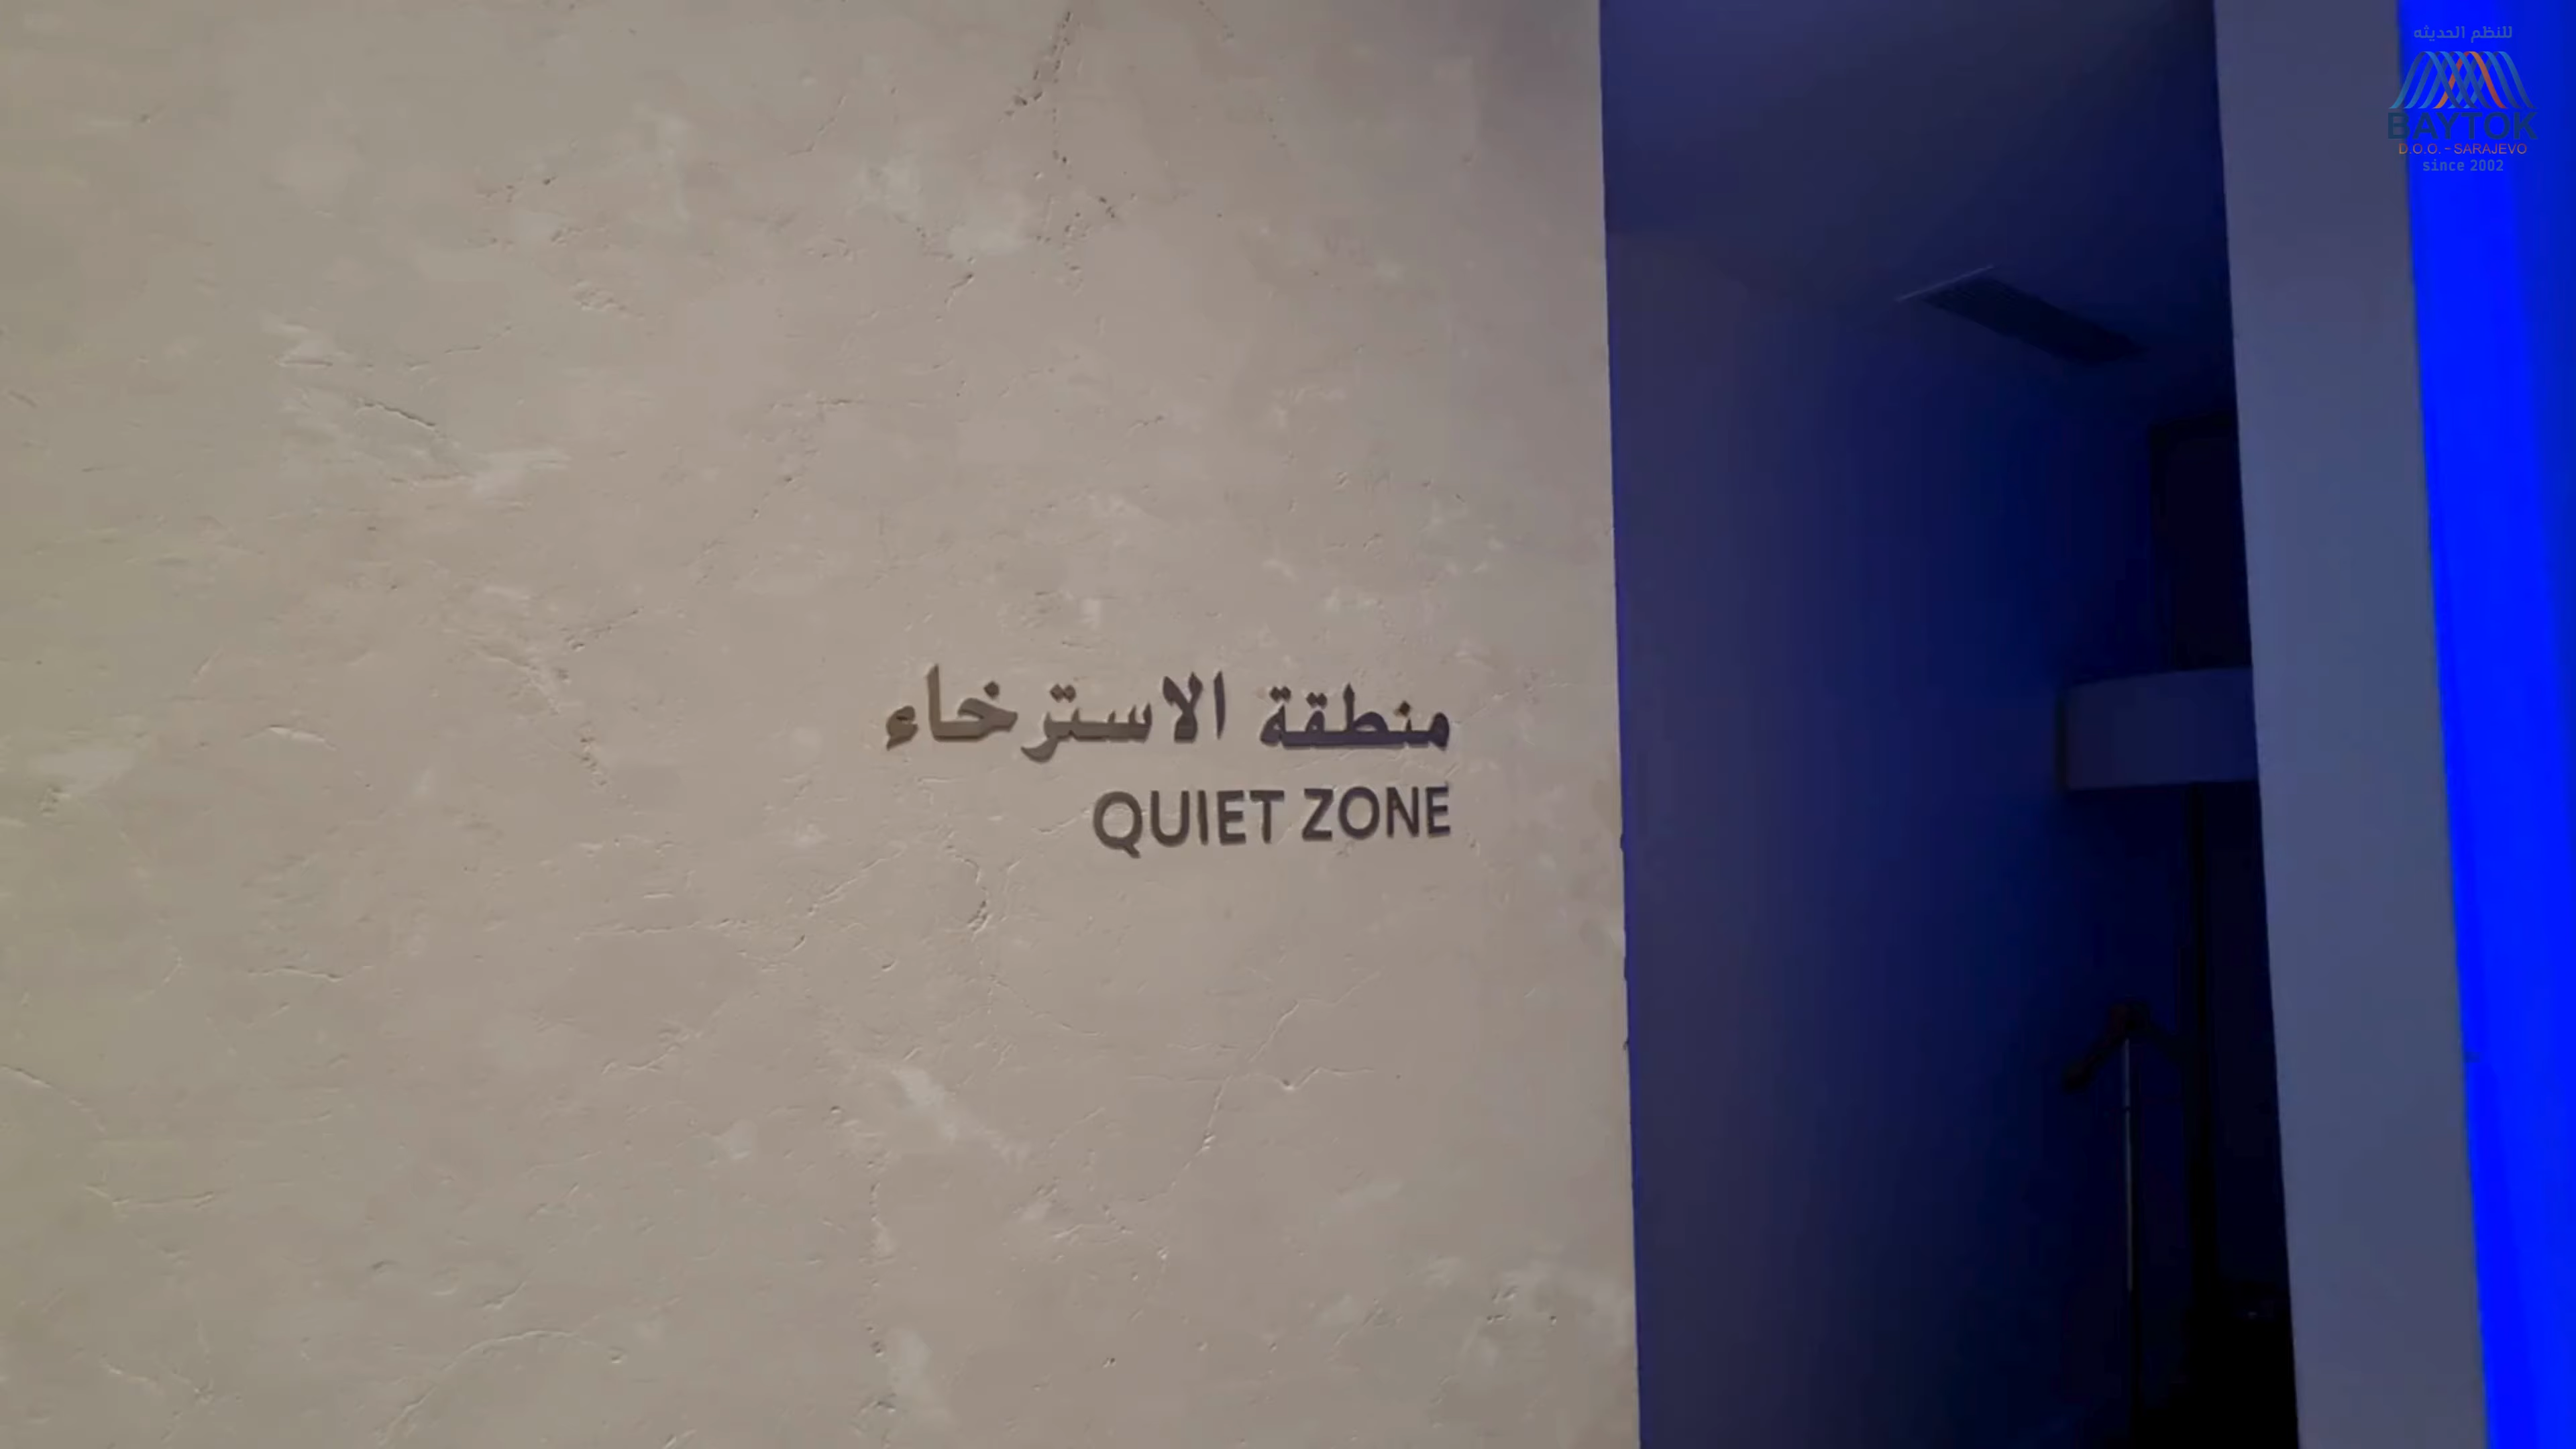 للنظم الحديثه
BAYTOK
D.O.O. - SARAJEVO
since 2002
منطقة الاسترخاء
QUIET ZONE